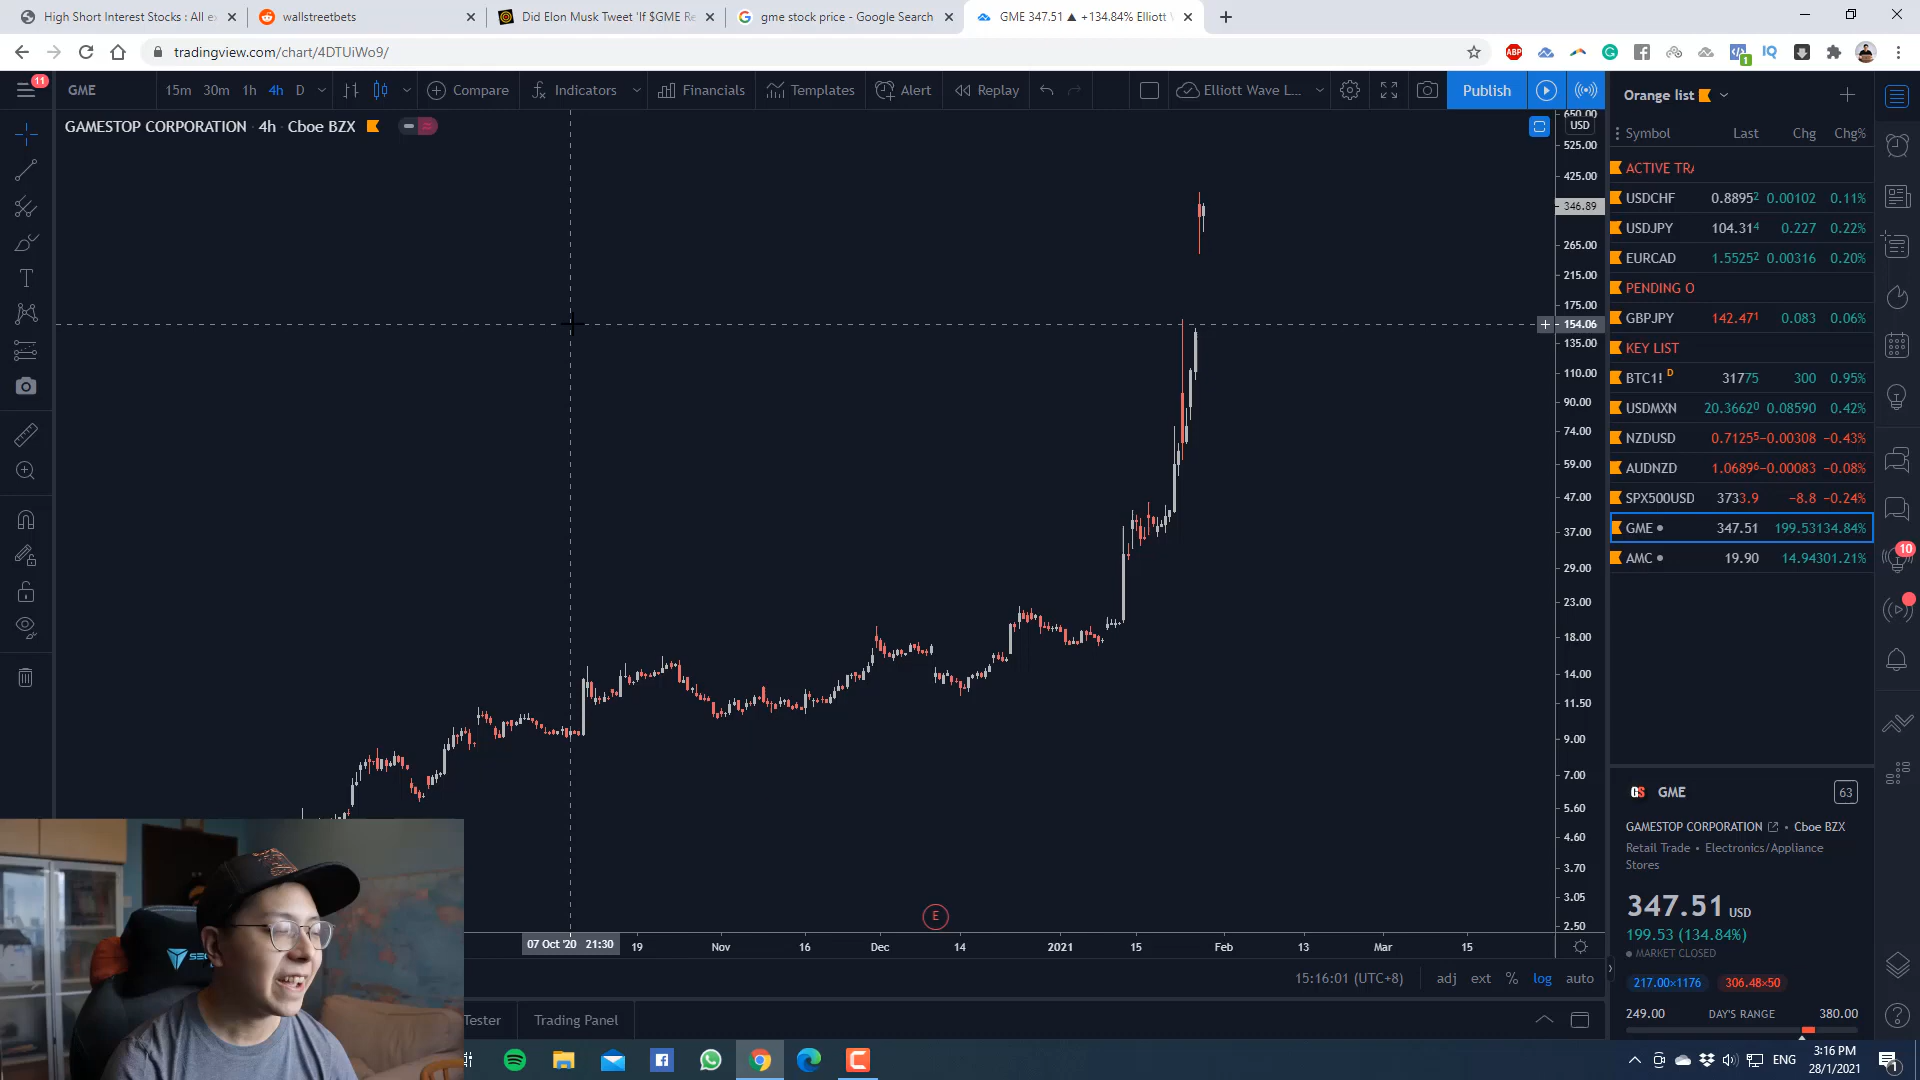 High Short Interest Stocks : All e
wallstreetbets
Did Elon Musk Tweet 'If $GME Re
gme stock price - Google Search
GME 347.51 ▲ +134.84% Elliott
tradingview.com/chart/4DTUiWo9/
ABP
IQ
1
11
GME
15m 30m 1h 4h D
Compare
Indicators
Financials
Templates
Alert
Replay
Elliott Wave L...
Publish
GAMESTOP CORPORATION 4h Cboe BZX
USD
650.00
525.00
425.00
346.89
265.00
215.00
175.00
154.06
135.00
110.00
90.00
74.00
59.00
47.00
37.00
29.00
23.00
18.00
14.00
11.50
9.00
7.00
5.60
4.60
3.70
3.05
2.50
E
07 Oct '20 21:30
19 Nov 16 Dec 14 2021 15 Feb 13 Mar 15
15:16:01 (UTC+8)
adj ext % log auto
Tester
Trading Panel
Orange list
Symbol Last Chg Chg%
ACTIVE TRA
USDCHF 0.8895² 0.00102 0.11%
USDJPY 104.31⁴ 0.227 0.22%
EURCAD 1.5525² 0.00316 0.20%
PENDING O
GBPJPY 142.47¹ 0.083 0.06%
KEY LIST
BTC1! D 31775 300 0.95%
USDMXN 20.3662⁰ 0.08590 0.42%
NZDUSD 0.7125⁵ −0.00308 −0.43%
AUDNZD 1.0689⁶ −0.00083 −0.08%
SPX500USD 3733.9 −8.8 −0.24%
GME 347.51 199.53134.84%
AMC 19.90 14.94301.21%
10
GS GME
63
GAMESTOP CORPORATION • Cboe BZX
Retail Trade • Electronics/Appliance
Stores
347.51 USD
199.53 (134.84%)
MARKET CLOSED
217.00×1176 306.48×50
249.00 DAY'S RANGE 380.00
ENG
3:16 PM
28/1/2021
1